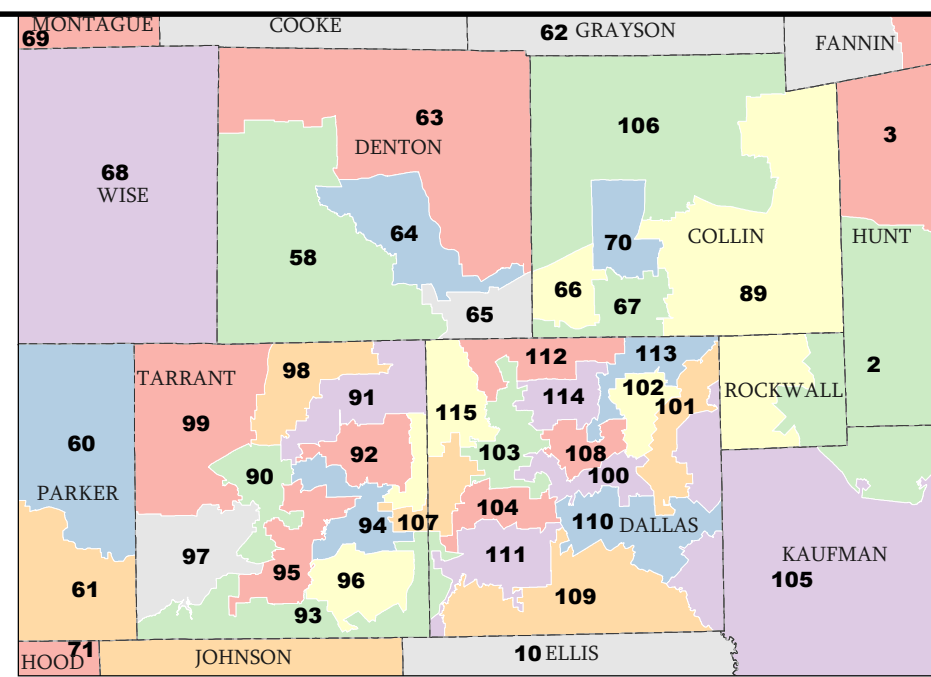 MONTAGUE
69
COOKE
62 GRAYSON
FANNIN
63
DENTON
106
3
68
WISE
64
58
70
COLLIN
HUNT
66
67
89
65
2
112
113
TARRANT
98
99
91
114
102
101
ROCKWALL
115
60
PARKER
90
92
103
108
100
104
94
107
110 DALLAS
97
111
KAUFMAN
105
95
96
61
93
109
71
HOOD
JOHNSON
10 ELLIS